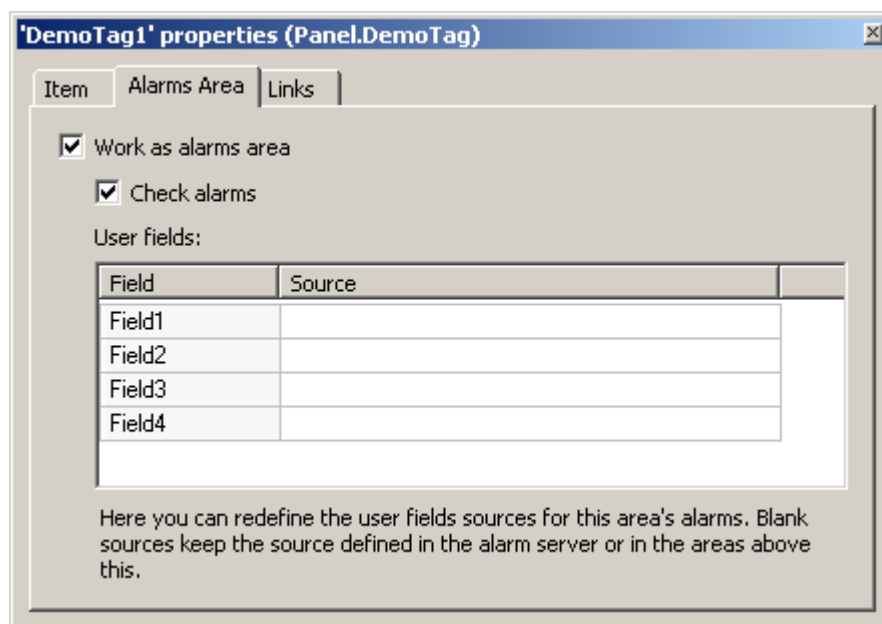 'DemoTag1' properties (Panel.DemoTag)
Item Alarms Area Links
Work as alarms area
Check alarms
User fields:
Field Source
Field1
Field2
Field3
Field4
Here you can redefine the user fields sources for this area's alarms. Blank
sources keep the source defined in the alarm server or in the areas above
this.